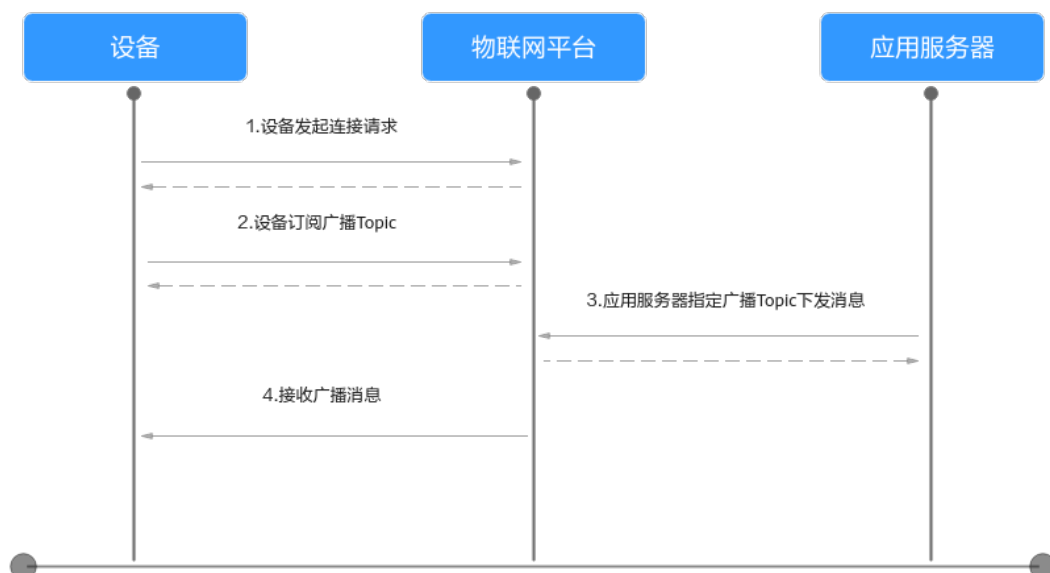 设备
物联网平台
应用服务器
1.设备发起连接请求
2.设备订阅广播Topic
3.应用服务器指定广播Topic下发消息
4.接收广播消息